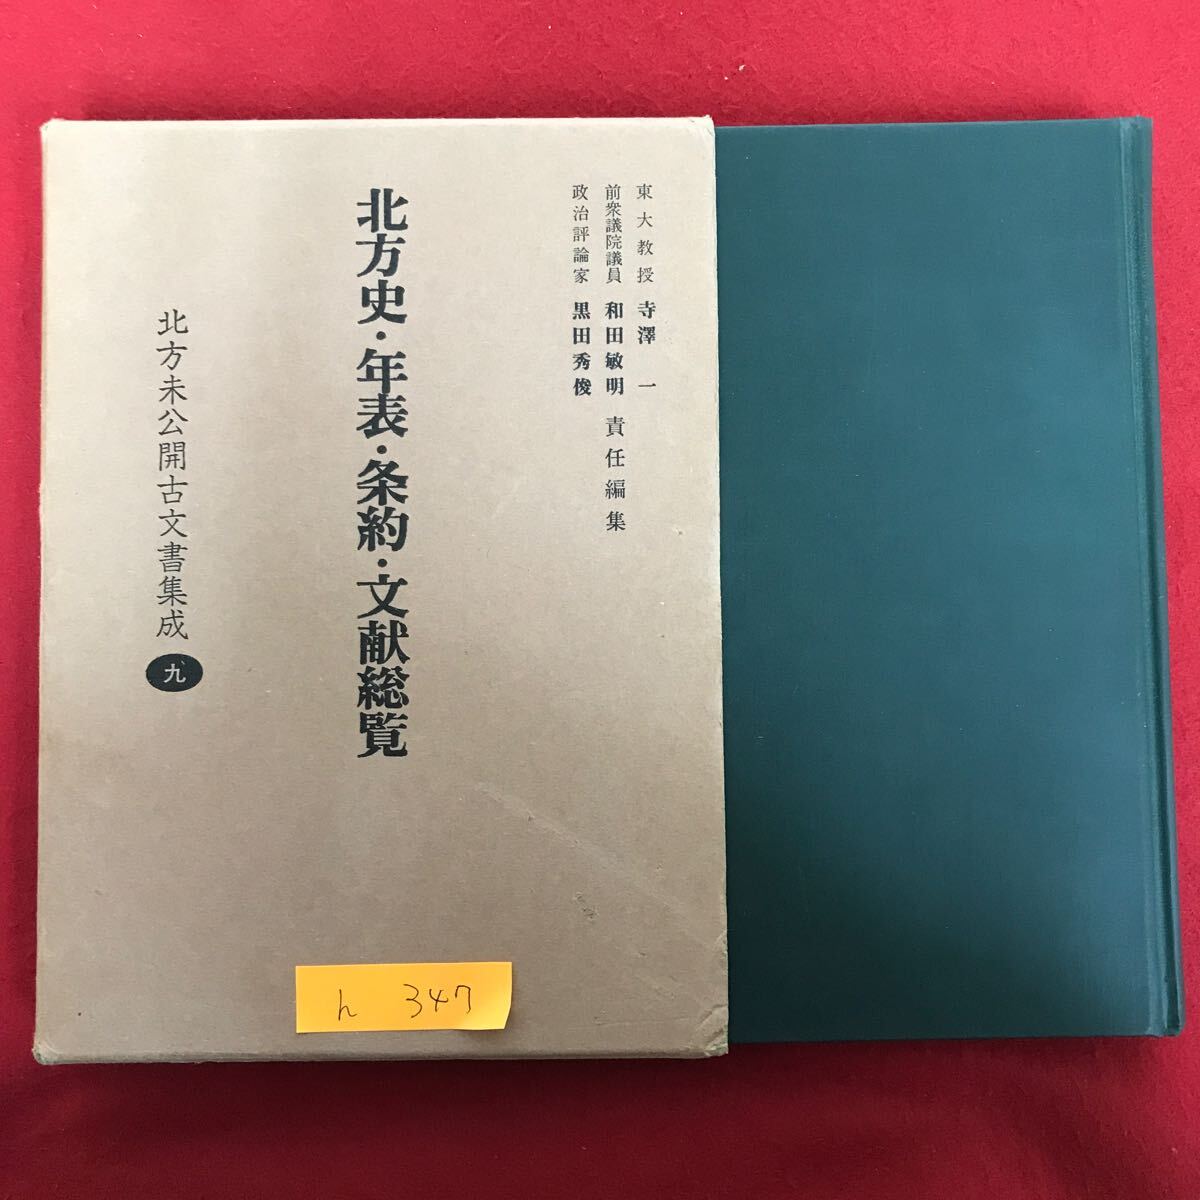 東大教授 寺澤 一
前衆議院議員 和田敏明 責任編集
政治評論家 黒田秀俊
北方史・年表・条約・文献総覧
北方未公開古文書集成 九
h 347